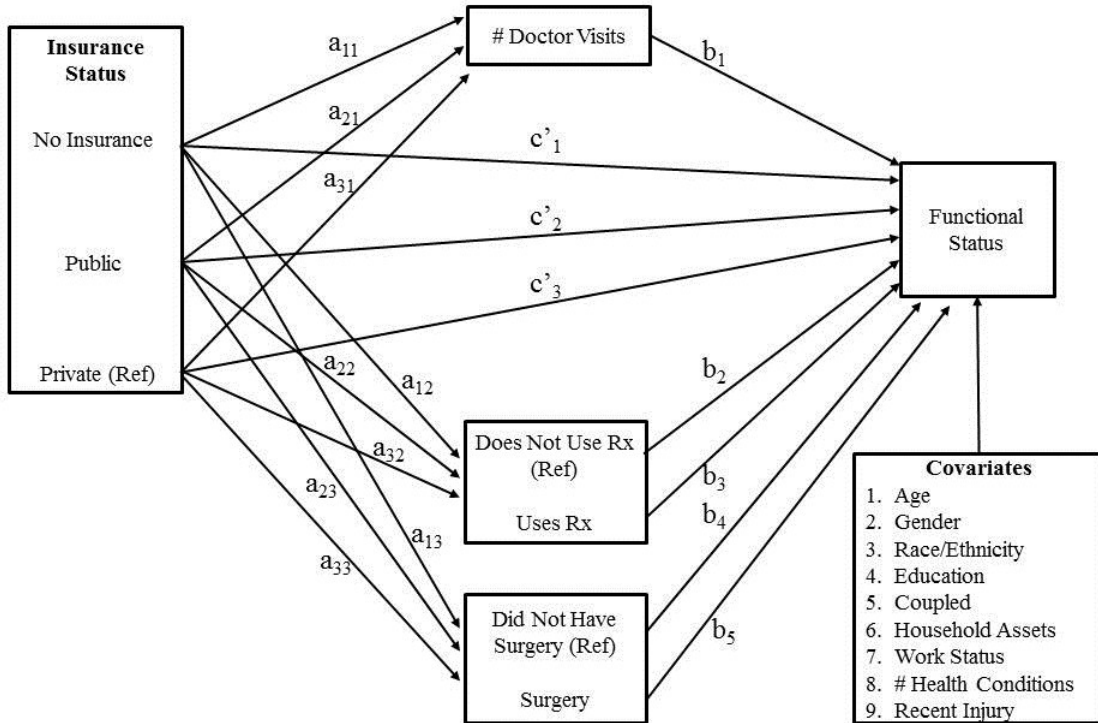 Insurance
Status
No Insurance
Public
Private (Ref)
# Doctor Visits
a11
a21
a31
b1
c’1
c’2
c’3
Functional
Status
a22
a12
a32
a23
a13
a33
Does Not Use Rx
(Ref)
Uses Rx
b2
b3
b4
b5
Did Not Have
Surgery (Ref)
Surgery
Covariates
1. Age
2. Gender
3. Race/Ethnicity
4. Education
5. Coupled
6. Household Assets
7. Work Status
8. # Health Conditions
9. Recent Injury